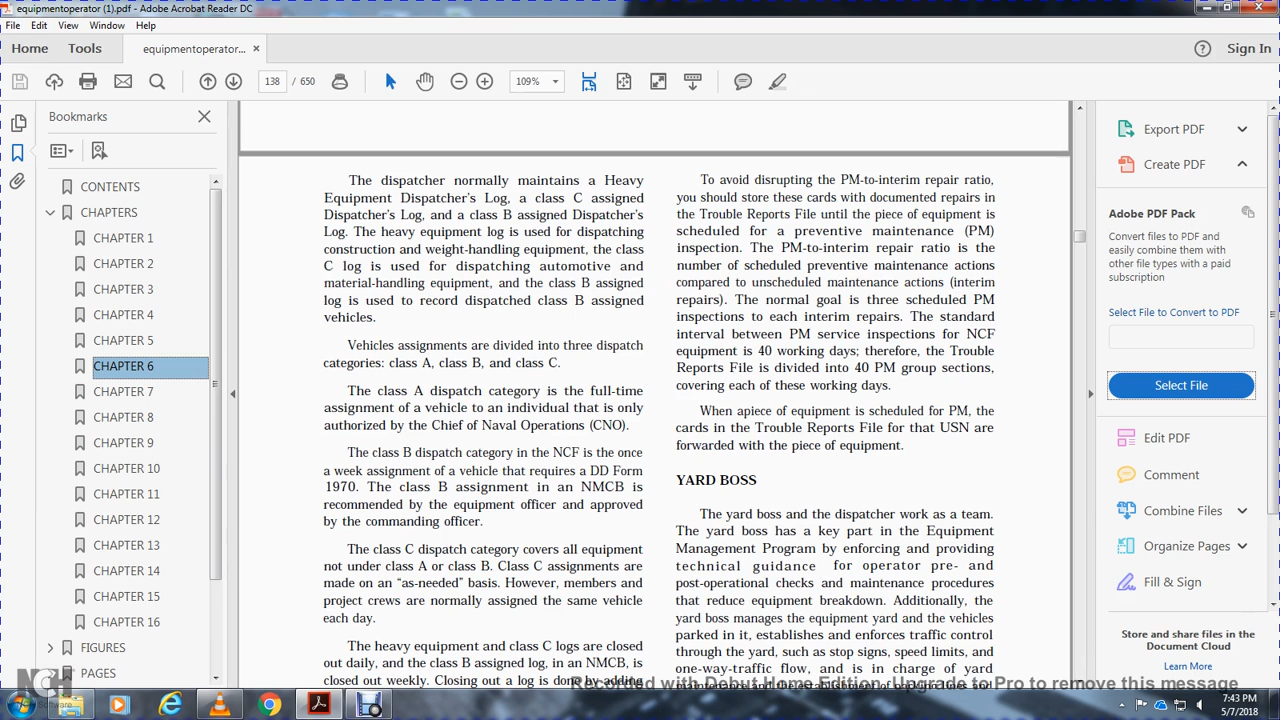 equipmentoperator (1).pdf - Adobe Acrobat Reader DC
File Edit View Window Help
Home Tools equipmentoperator... × Sign In
138 / 650 109%
Bookmarks
CONTENTS
CHAPTERS
CHAPTER 1
CHAPTER 2
CHAPTER 3
CHAPTER 4
CHAPTER 5
CHAPTER 6
CHAPTER 7
CHAPTER 8
CHAPTER 9
CHAPTER 10
CHAPTER 11
CHAPTER 12
CHAPTER 13
CHAPTER 14
CHAPTER 15
CHAPTER 16
FIGURES
PAGES
The dispatcher normally maintains a Heavy
Equipment Dispatcher's Log, a class C assigned
Dispatcher's Log, and a class B assigned Dispatcher's
Log. The heavy equipment log is used for dispatching
construction and weight-handling equipment, the class
C log is used for dispatching automotive and
material-handling equipment, and the class B assigned
log is used to record dispatched class B assigned
vehicles.
Vehicles assignments are divided into three dispatch
categories: class A, class B, and class C.
The class A dispatch category is the full-time
assignment of a vehicle to an individual that is only
authorized by the Chief of Naval Operations (CNO).
The class B dispatch category in the NCF is the once
a week assignment of a vehicle that requires a DD Form
1970. The class B assignment in an NMCB is
recommended by the equipment officer and approved
by the commanding officer.
The class C dispatch category covers all equipment
not under class A or class B. Class C assignments are
made on an "as-needed" basis. However, members and
project crews are normally assigned the same vehicle
each day.
The heavy equipment and class C logs are closed
out daily, and the class B assigned log, in an NMCB, is
closed out weekly. Closing out a log is done by adding
To avoid disrupting the PM-to-interim repair ratio,
you should store these cards with documented repairs in
the Trouble Reports File until the piece of equipment is
scheduled for a preventive maintenance (PM)
inspection. The PM-to-interim repair ratio is the
number of scheduled preventive maintenance actions
compared to unscheduled maintenance actions (interim
repairs). The normal goal is three scheduled PM
inspections to each interim repairs. The standard
interval between PM service inspections for NCF
equipment is 40 working days; therefore, the Trouble
Reports File is divided into 40 PM group sections,
covering each of these working days.
When apiece of equipment is scheduled for PM, the
cards in the Trouble Reports File for that USN are
forwarded with the piece of equipment.
YARD BOSS
The yard boss and the dispatcher work as a team.
The yard boss has a key part in the Equipment
Management Program by enforcing and providing
technical guidance for operator pre- and
post-operational checks and maintenance procedures
that reduce equipment breakdown. Additionally, the
yard boss manages the equipment yard and the vehicles
parked in it, establishes and enforces traffic control
through the yard, such as stop signs, speed limits, and
one-way-traffic flow, and is in charge of yard
Export PDF
Create PDF
Adobe PDF Pack
Convert files to PDF and
easily combine them with
other file types with a paid
subscription
Select File to Convert to PDF
Select File
Edit PDF
Comment
Combine Files
Organize Pages
Fill & Sign
Store and share files in the
Document Cloud
Learn More
Recorded with Debut Home Edition. Upgrade to Pro to remove this message
NCH
Software
7:43 PM
5/7/2018